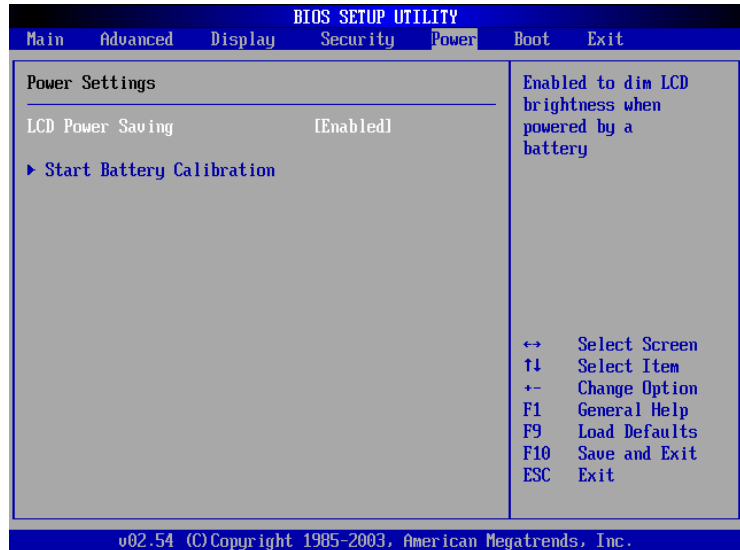 BIOS SETUP UTILITY
Main Advanced Display Security Power Boot Exit
Power Settings
LCD Power Saving [Enabled]
▶ Start Battery Calibration
Enabled to dim LCD
brightness when
powered by a
battery
↔ Select Screen
↑↓ Select Item
+- Change Option
F1 General Help
F9 Load Defaults
F10 Save and Exit
ESC Exit
v02.54 (C)Copyright 1985-2003, American Megatrends, Inc.